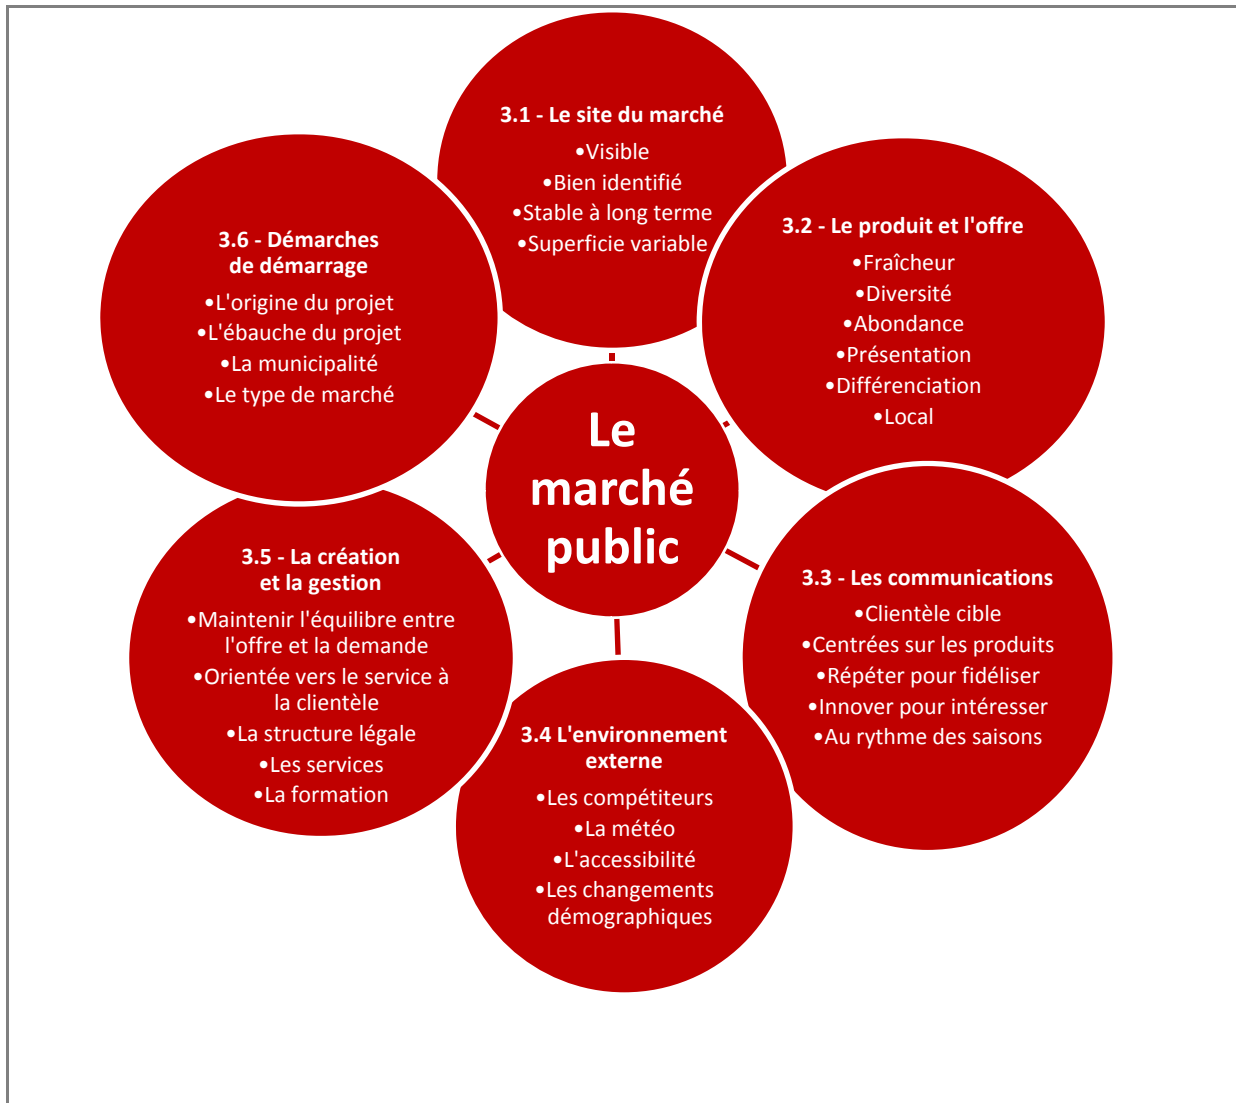 3.1 - Le site du marché
•Visible
•Bien identifié
•Stable à long terme
•Superficie variable
3.2 - Le produit et l'offre
•Fraîcheur
•Diversité
•Abondance
•Présentation
•Différenciation
•Local
3.3 - Les communications
•Clientèle cible
•Centrées sur les produits
•Répéter pour fidéliser
•Innover pour intéresser
•Au rythme des saisons
3.4 L'environnement
externe
•Les compétiteurs
•La météo
•L'accessibilité
•Les changements
démographiques
3.5 - La création
et la gestion
•Maintenir l'équilibre entre
l'offre et la demande
•Orientée vers le service à
la clientèle
•La structure légale
•Les services
•La formation
3.6 - Démarches
de démarrage
•L'origine du projet
•L'ébauche du projet
•La municipalité
•Le type de marché
Le
marché
public